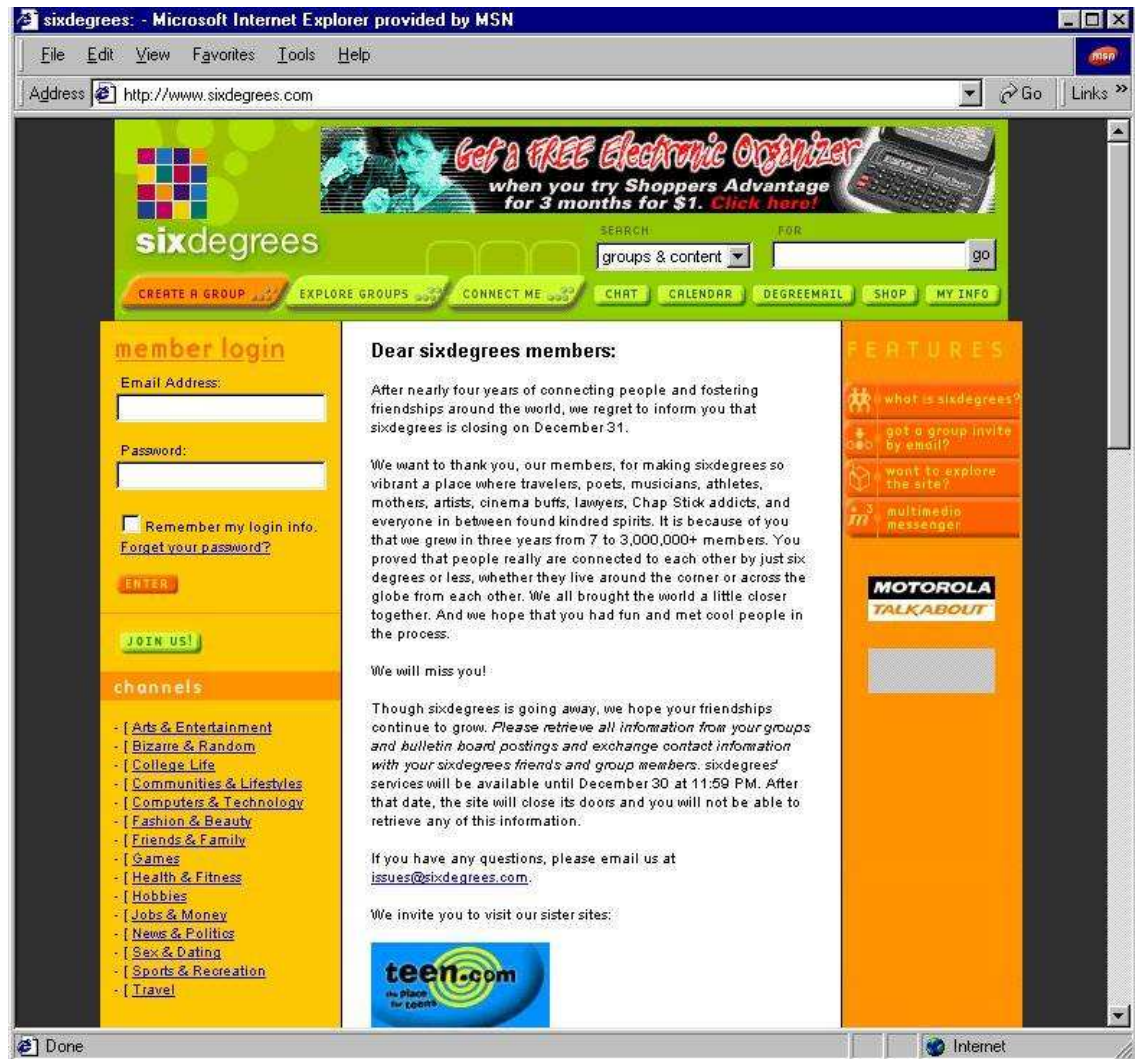 sixdegrees: - Microsoft Internet Explorer provided by MSN
File Edit View Favorites Tools Help
msn
Address http://www.sixdegrees.com Go Links »
Get a FREE Electronic Organizer
when you try Shoppers Advantage
for 3 months for $1. Click here!
sixdegrees
SEARCH FOR
groups & content go
CREATE A GROUP EXPLORE GROUPS CONNECT ME CHAT CALENDAR DEGREEMAIL SHOP MY INFO
member login
Email Address:
Password:
Remember my login info.
Forget your password?
ENTER
JOIN US!
channels
- [ Arts & Entertainment
- [ Bizarre & Random
- [ College Life
- [ Communities & Lifestyles
- [ Computers & Technology
- [ Fashion & Beauty
- [ Friends & Family
- [ Games
- [ Health & Fitness
- [ Hobbies
- [ Jobs & Money
- [ News & Politics
- [ Sex & Dating
- [ Sports & Recreation
- [ Travel
Dear sixdegrees members:
After nearly four years of connecting people and fostering
friendships around the world, we regret to inform you that
sixdegrees is closing on December 31.
We want to thank you, our members, for making sixdegrees so
vibrant a place where travelers, poets, musicians, athletes,
mothers, artists, cinema buffs, lawyers, Chap Stick addicts, and
everyone in between found kindred spirits. It is because of you
that we grew in three years from 7 to 3,000,000+ members. You
proved that people really are connected to each other by just six
degrees or less, whether they live around the corner or across the
globe from each other. We all brought the world a little closer
together. And we hope that you had fun and met cool people in
the process.
We will miss you!
Though sixdegrees is going away, we hope your friendships
continue to grow. Please retrieve all information from your groups
and bulletin board postings and exchange contact information
with your sixdegrees friends and group members. sixdegrees'
services will be available until December 30 at 11:59 PM. After
that date, the site will close its doors and you will not be able to
retrieve any of this information.
If you have any questions, please email us at
issues@sixdegrees.com.
We invite you to visit our sister sites:
teen.com
the place
for teens
FEATURES
what is sixdegrees?
got a group invite
by email?
want to explore
the site?
m3 multimedia
messenger
MOTOROLA
TALKABOUT
Done Internet